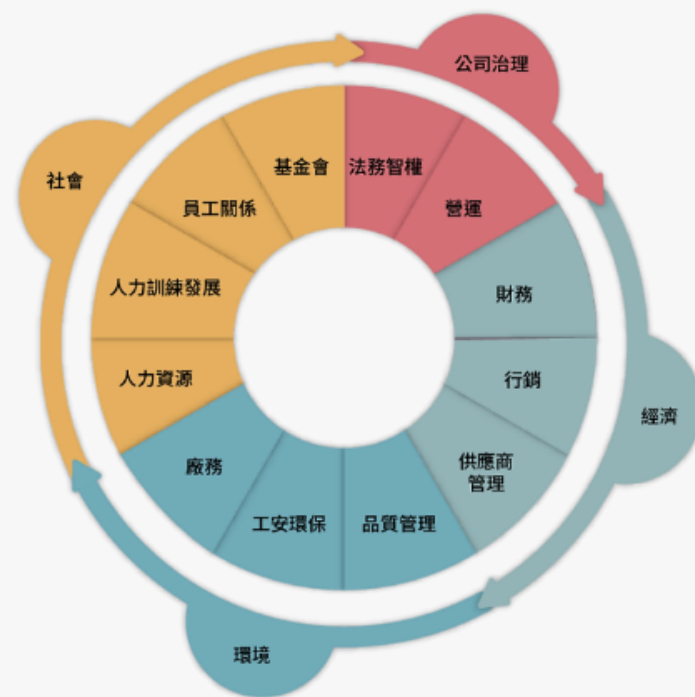 公司治理
法務智權
營運
經濟
財務
行銷
供應商
管理
環境
品質管理
工安環保
廠務
社會
人力資源
人力訓練發展
員工關係
基金會